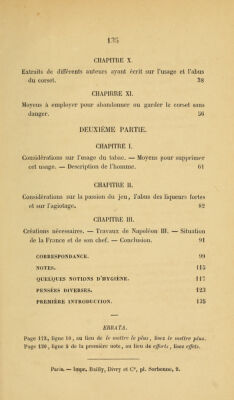 135
CHAPITRE X.
Extraits de différents auteurs ayant écrit sur l'usage et l'abus
du corset. 38
CHAPITRE XI.
Moyens à employer pour abandonner ou garder le corset sans
danger. 56
DEUXIÈME PARTIE.
CHAPITRE I.
Considérations sur l'usage du tabac. — Moyens pour supprimer
cet usage. — Description de l'homme. 61
CHAPITRE II.
Considérations sur la passion du jeu, l'abus des liqueurs fortes
et sur l'agiotage. 82
CHAPITRE III.
Créations nécessaires. — Travaux de Napoléon III. — Situation
de la France et de son chef. — Conclusion. 91
CORRESPONDANCE. 99
NOTES. 115
QUELQUES NOTIONS D'HYGIÈNE. 117
PENSÉES DIVERSES. 123
PREMIÈRE INTRODUCTION. 135
ERRATA.
Page 112, ligne 10, au lieu de le mettre le plus, lisez le mettre plus.
Page 120, ligne 5 de la première note, au lieu de efforts, lisez effets.
Paris. — Impr. Bailly, Divry et Ce, pl. Sorbonne, 2.